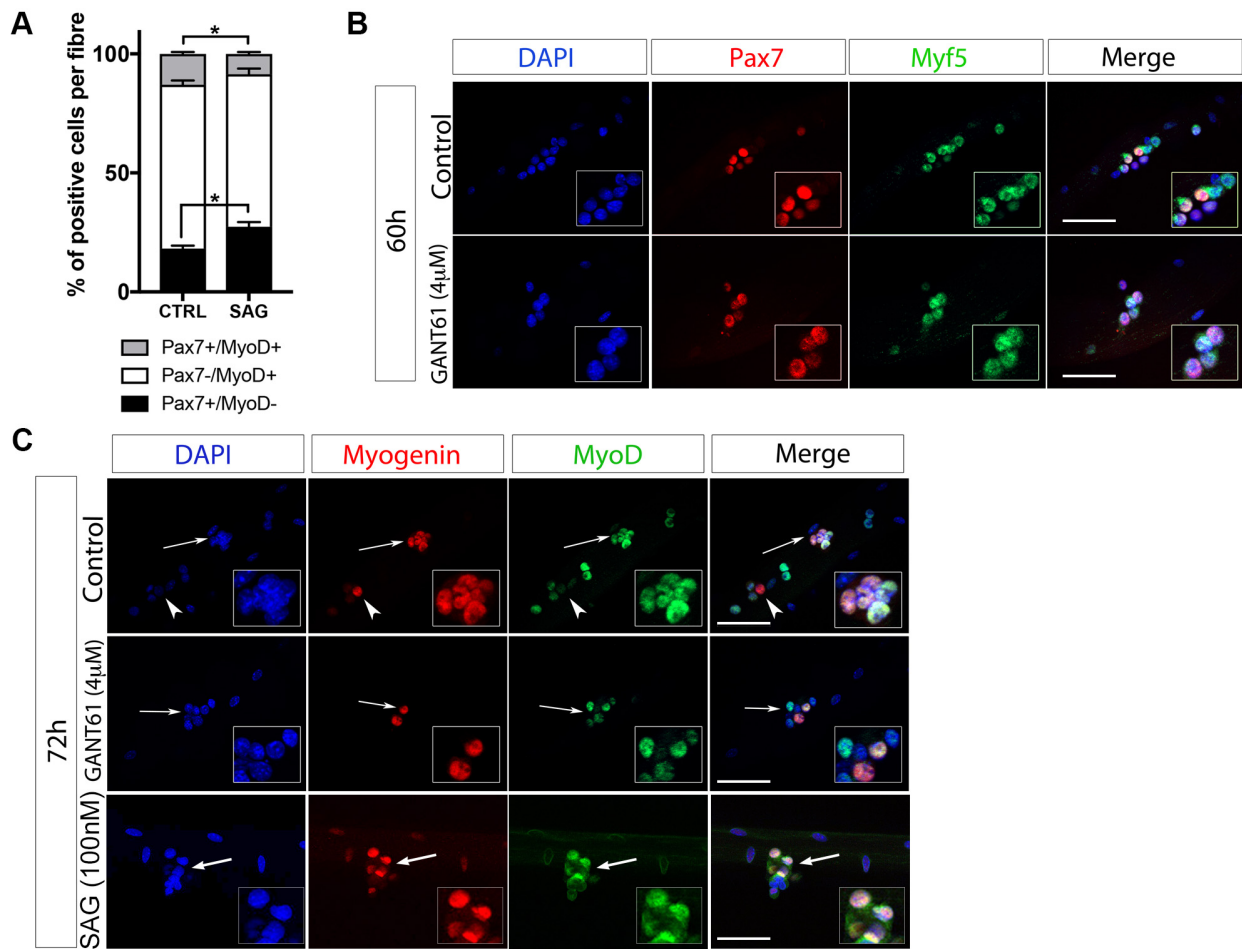 A
% of positive cells per fibre
100
50
0
*
*
CTRL SAG
Pax7+/MyoD+
Pax7-/MyoD+
Pax7+/MyoD-
B
DAPI Pax7 Myf5 Merge
60h
Control
GANT61 (4μM)
C
DAPI Myogenin MyoD Merge
72h
Control
GANT61 (4μM)
SAG (100nM)